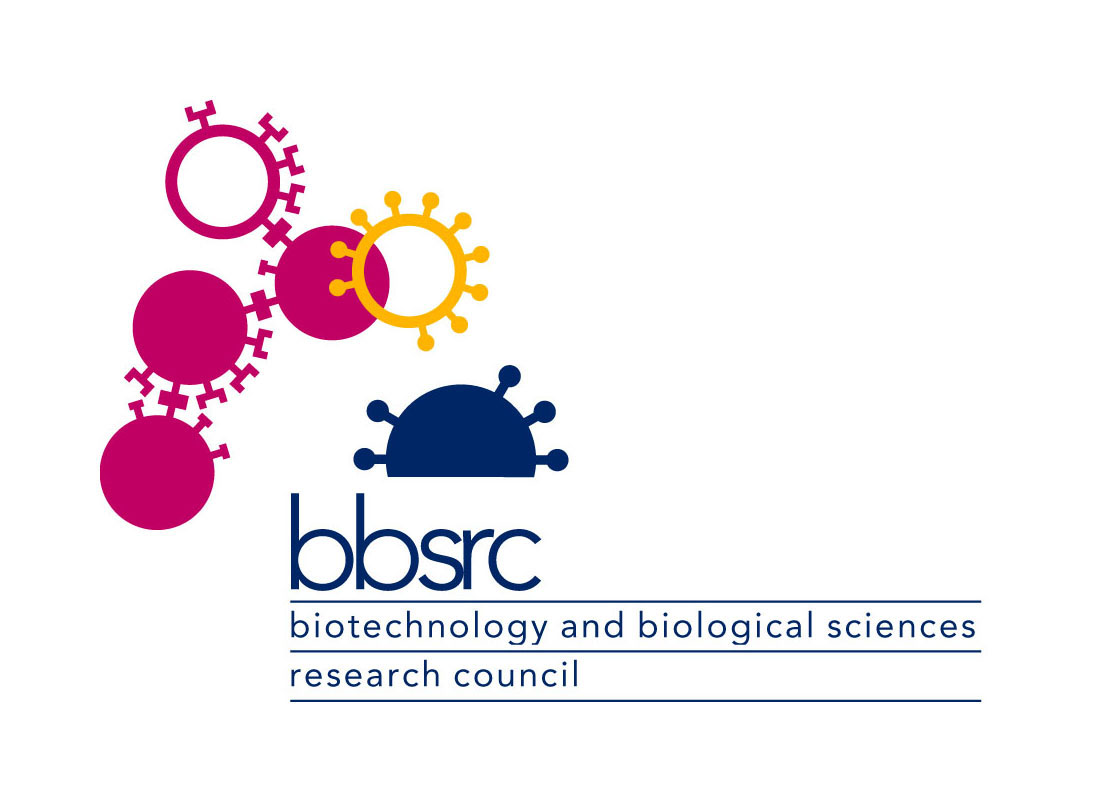 bbsrc
biotechnology and biological sciences
research council